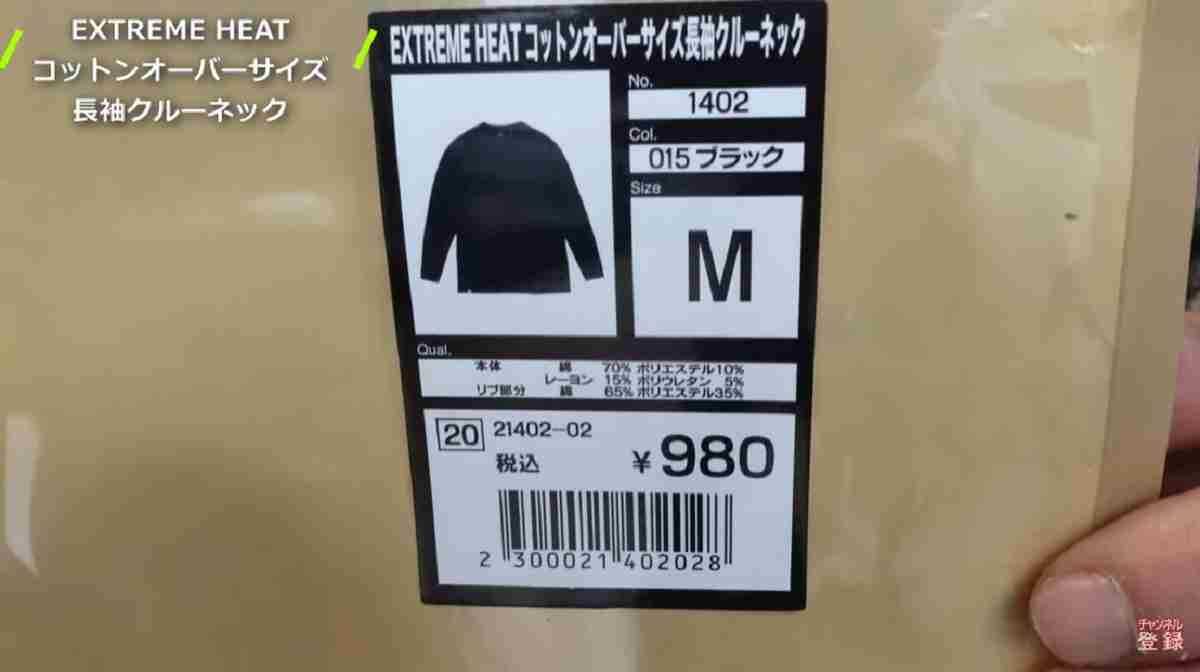 EXTREME HEAT
コットンオーバーサイズ
長袖クルーネック
EXTREME HEAT コットンオーバーサイズ長袖クルーネック
No.
1402
Col.
015 ブラック
Size
M
Qual.
本体 綿 70% ポリエステル10%
レーヨン 15% ポリウレタン 5%
リブ部分 綿 65% ポリエステル35%
20 21402-02
税込 ¥980
2 300021 402028
チャンネル
登録